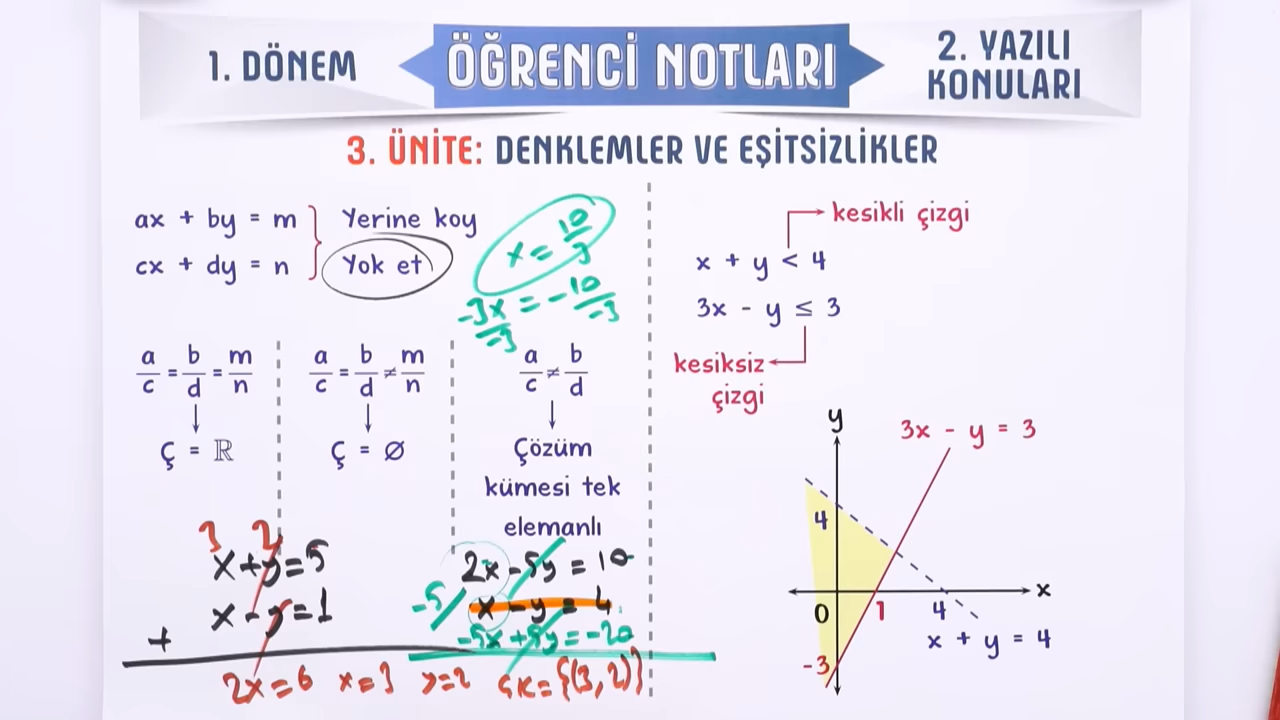 1. DÖNEM
ÖĞRENCİ NOTLARI
2. YAZILI
KONULARI
3. ÜNİTE: DENKLEMLER VE EŞİTSİZLİKLER
ax + by = m
cx + dy = n
Yerine koy
Yok et
x = 10/3
-3x/-3 = -10/-3
a/c = b/d = m/n
Ç = ℝ
a/c = b/d ≠ m/n
Ç = ∅
a/c ≠ b/d
Çözüm
kümesi tek
elemanlı
3 2
x+y=5
x-y=1
+
2x=6 x=3 y=2 ÇK={(3,2)}
2x-5y=10
-5/ x-y=4
-5x+5y=-20
kesikli çizgi
x + y < 4
3x - y ≤ 3
kesiksiz
çizgi
y
3x - y = 3
4
x
0
1
4
x + y = 4
-3